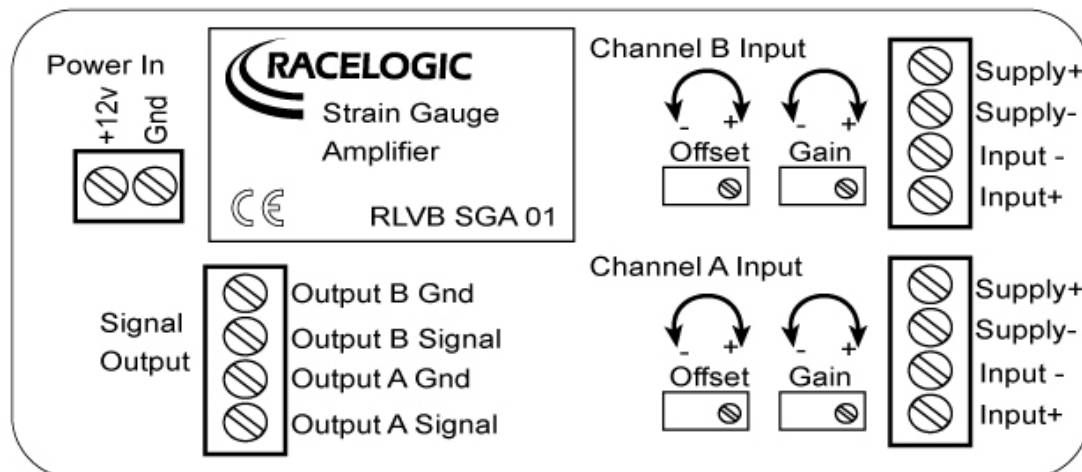 Power In
+12v
Gnd
RACELOGIC
Strain Gauge
Amplifier
CE
RLVB SGA 01
Signal
Output
Output B Gnd
Output B Signal
Output A Gnd
Output A Signal
Channel B Input
- +
- +
Offset
Gain
Supply+
Supply-
Input -
Input+
Channel A Input
- +
- +
Offset
Gain
Supply+
Supply-
Input -
Input+